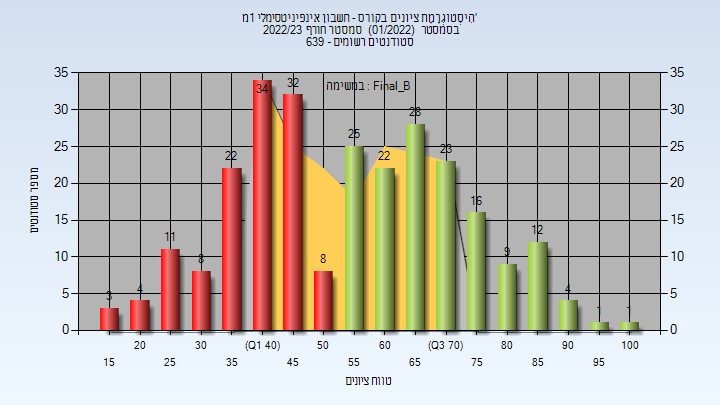 היסטוגרמת ציונים בקורס - חשבון אינפיניטסימלי 1מ'
בסמסטר (01/2022) סמסטר חורף 2022/23
סטודנטים רשומים - 639
במשימה : Final_B
מספר סטודנטים
35 30 25 20 15 10 5 0
3 4 11 8 22 34 32 8 25 22 28 23 16 9 12 4 1 1
35 30 25 20 15 10 5 0
20 30 (Q1 40) 50 60 (Q3 70) 80 90 100
15 25 35 45 55 65 75 85 95
טווח ציונים